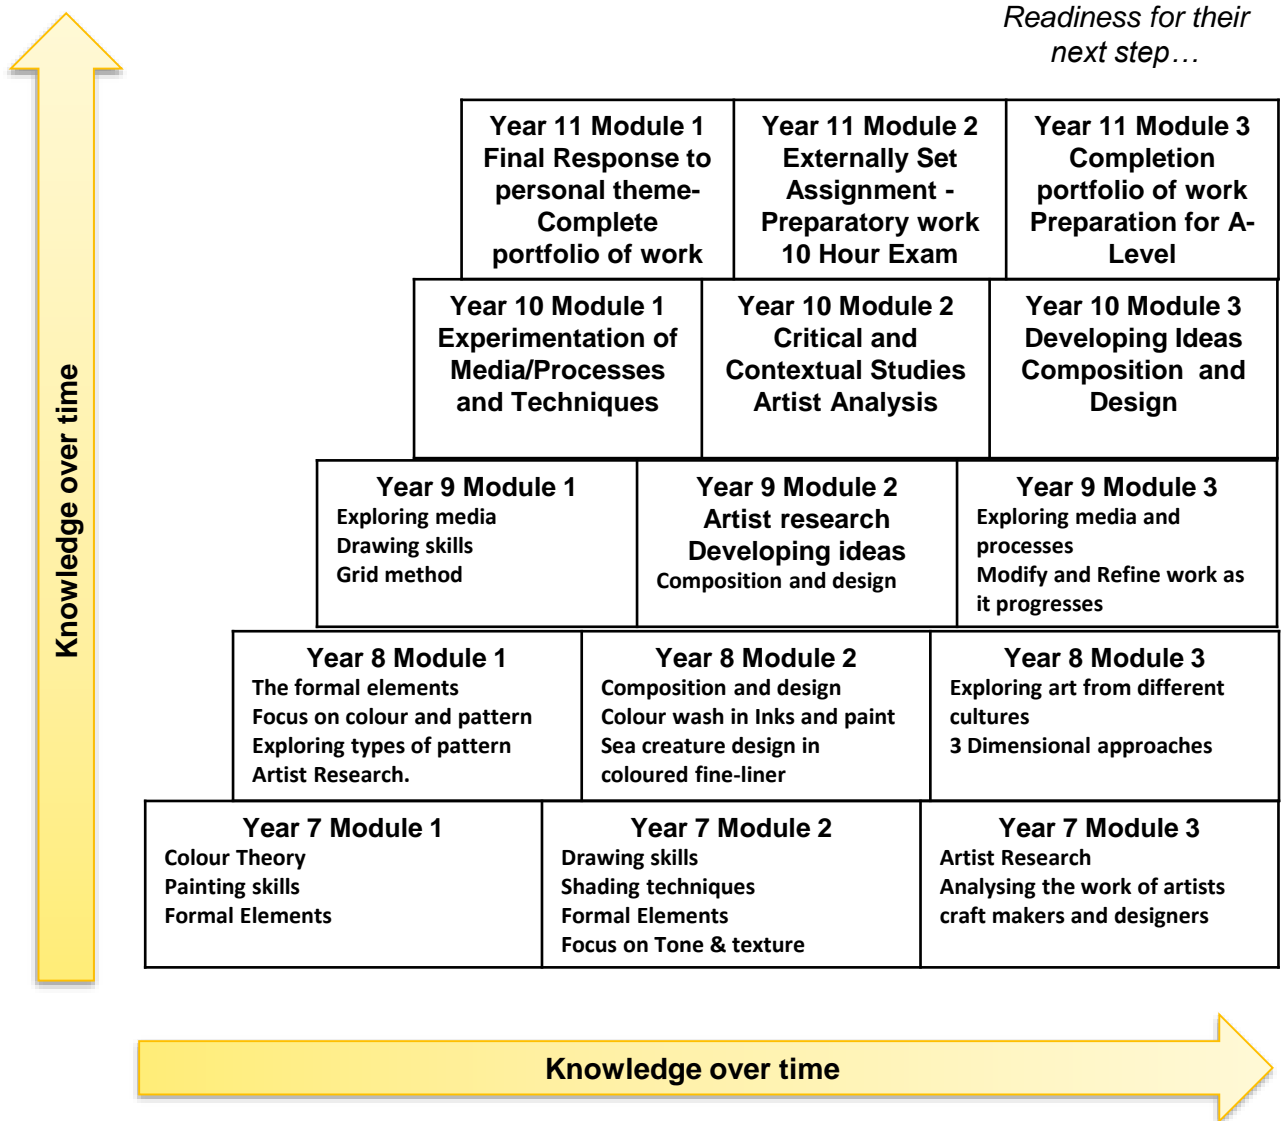 Readiness for their
next step…
Year 11 Module 1
Final Response to
personal theme-
Complete
portfolio of work
Year 11 Module 2
Externally Set
Assignment -
Preparatory work
10 Hour Exam
Year 11 Module 3
Completion
portfolio of work
Preparation for A-
Level
Year 10 Module 1
Experimentation of
Media/Processes
and Techniques
Year 10 Module 2
Critical and
Contextual Studies
Artist Analysis
Year 10 Module 3
Developing Ideas
Composition and
Design
Year 9 Module 1
Exploring media
Drawing skills
Grid method
Year 9 Module 2
Artist research
Developing ideas
Composition and design
Year 9 Module 3
Exploring media and
processes
Modify and Refine work as
it progresses
Year 8 Module 1
The formal elements
Focus on colour and pattern
Exploring types of pattern
Artist Research.
Year 8 Module 2
Composition and design
Colour wash in Inks and paint
Sea creature design in
coloured fine-liner
Year 8 Module 3
Exploring art from different
cultures
3 Dimensional approaches
Year 7 Module 1
Colour Theory
Painting skills
Formal Elements
Year 7 Module 2
Drawing skills
Shading techniques
Formal Elements
Focus on Tone & texture
Year 7 Module 3
Artist Research
Analysing the work of artists
craft makers and designers
Knowledge over time
Knowledge over time